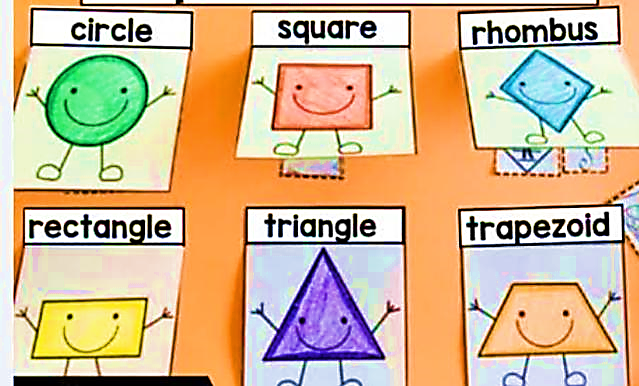 circle
square
rhombus
rectangle
triangle
trapezoid